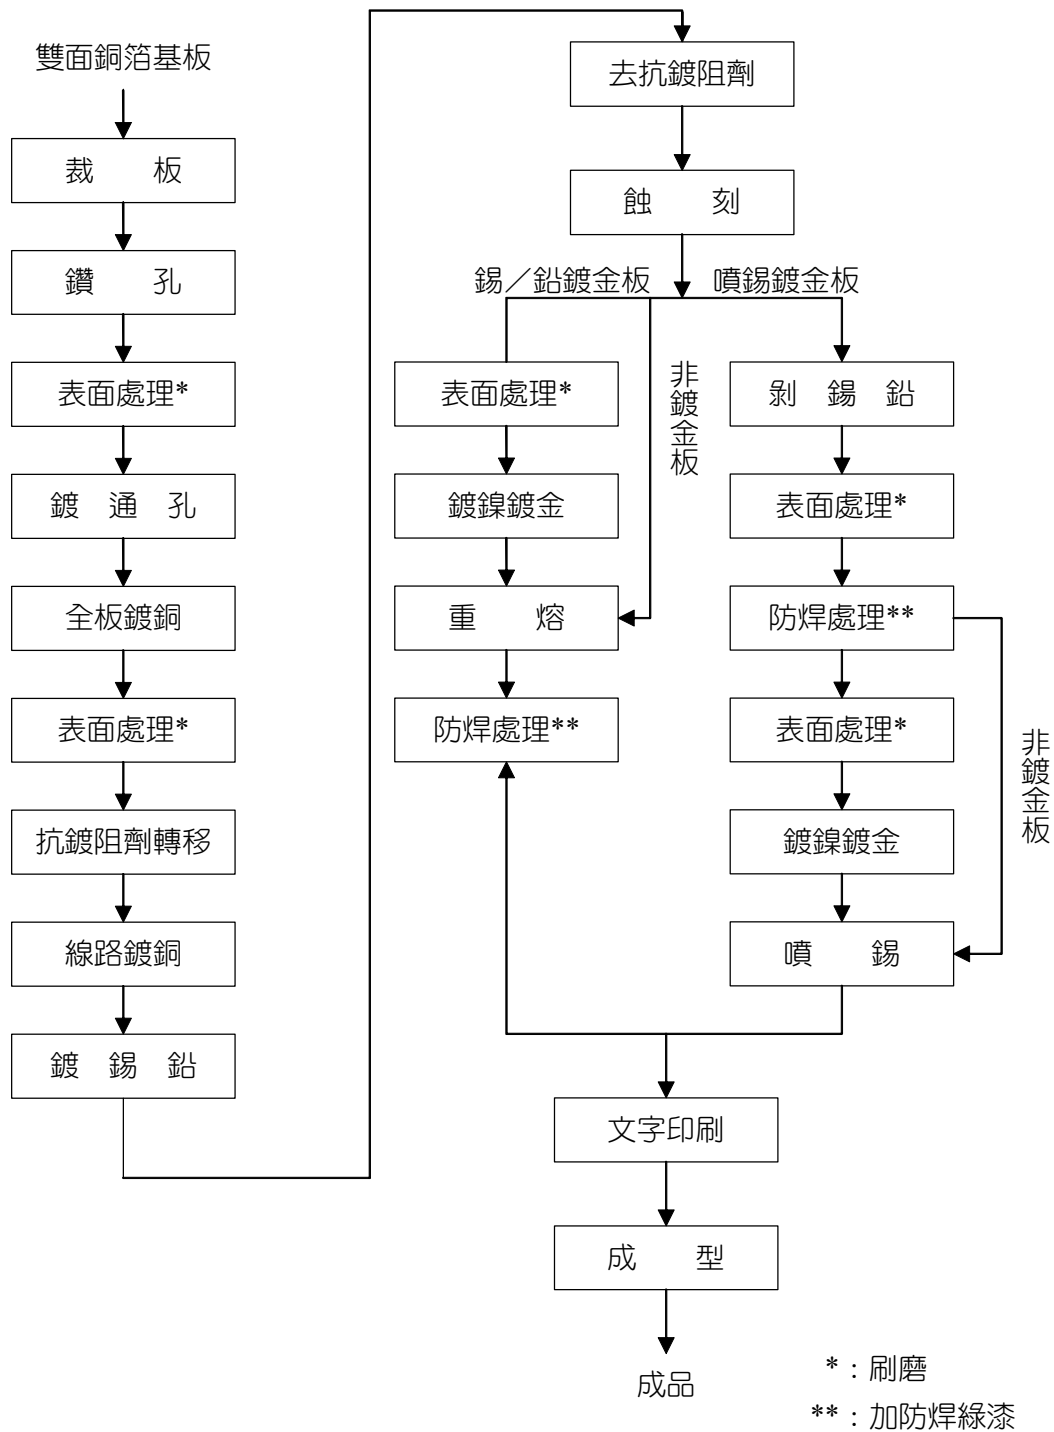 雙面銅箔基板
裁 板
鑽 孔
表面處理*
鍍 通 孔
全板鍍銅
表面處理*
抗鍍阻劑轉移
線路鍍銅
鍍 錫 鉛
去抗鍍阻劑
蝕 刻
錫／鉛鍍金板
噴錫鍍金板
表面處理*
鍍鎳鍍金
重 熔
防焊處理**
非鍍金板
剝 錫 鉛
表面處理*
防焊處理**
表面處理*
鍍鎳鍍金
噴 錫
非鍍金板
文字印刷
成 型
成品
*：刷磨
**：加防焊綠漆